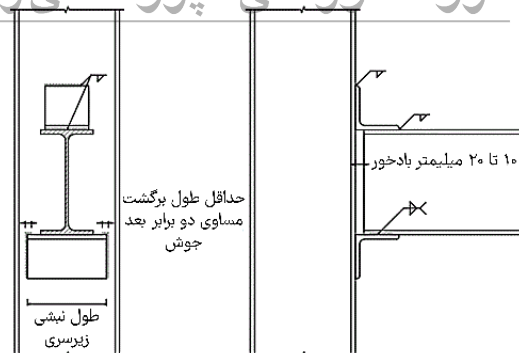 ۱۰ تا ۲۰ میلیمتر بادخور
حداقل طول برگشت
مساوی دو برابر بعد
جوش
طول نبشی
زیرسری